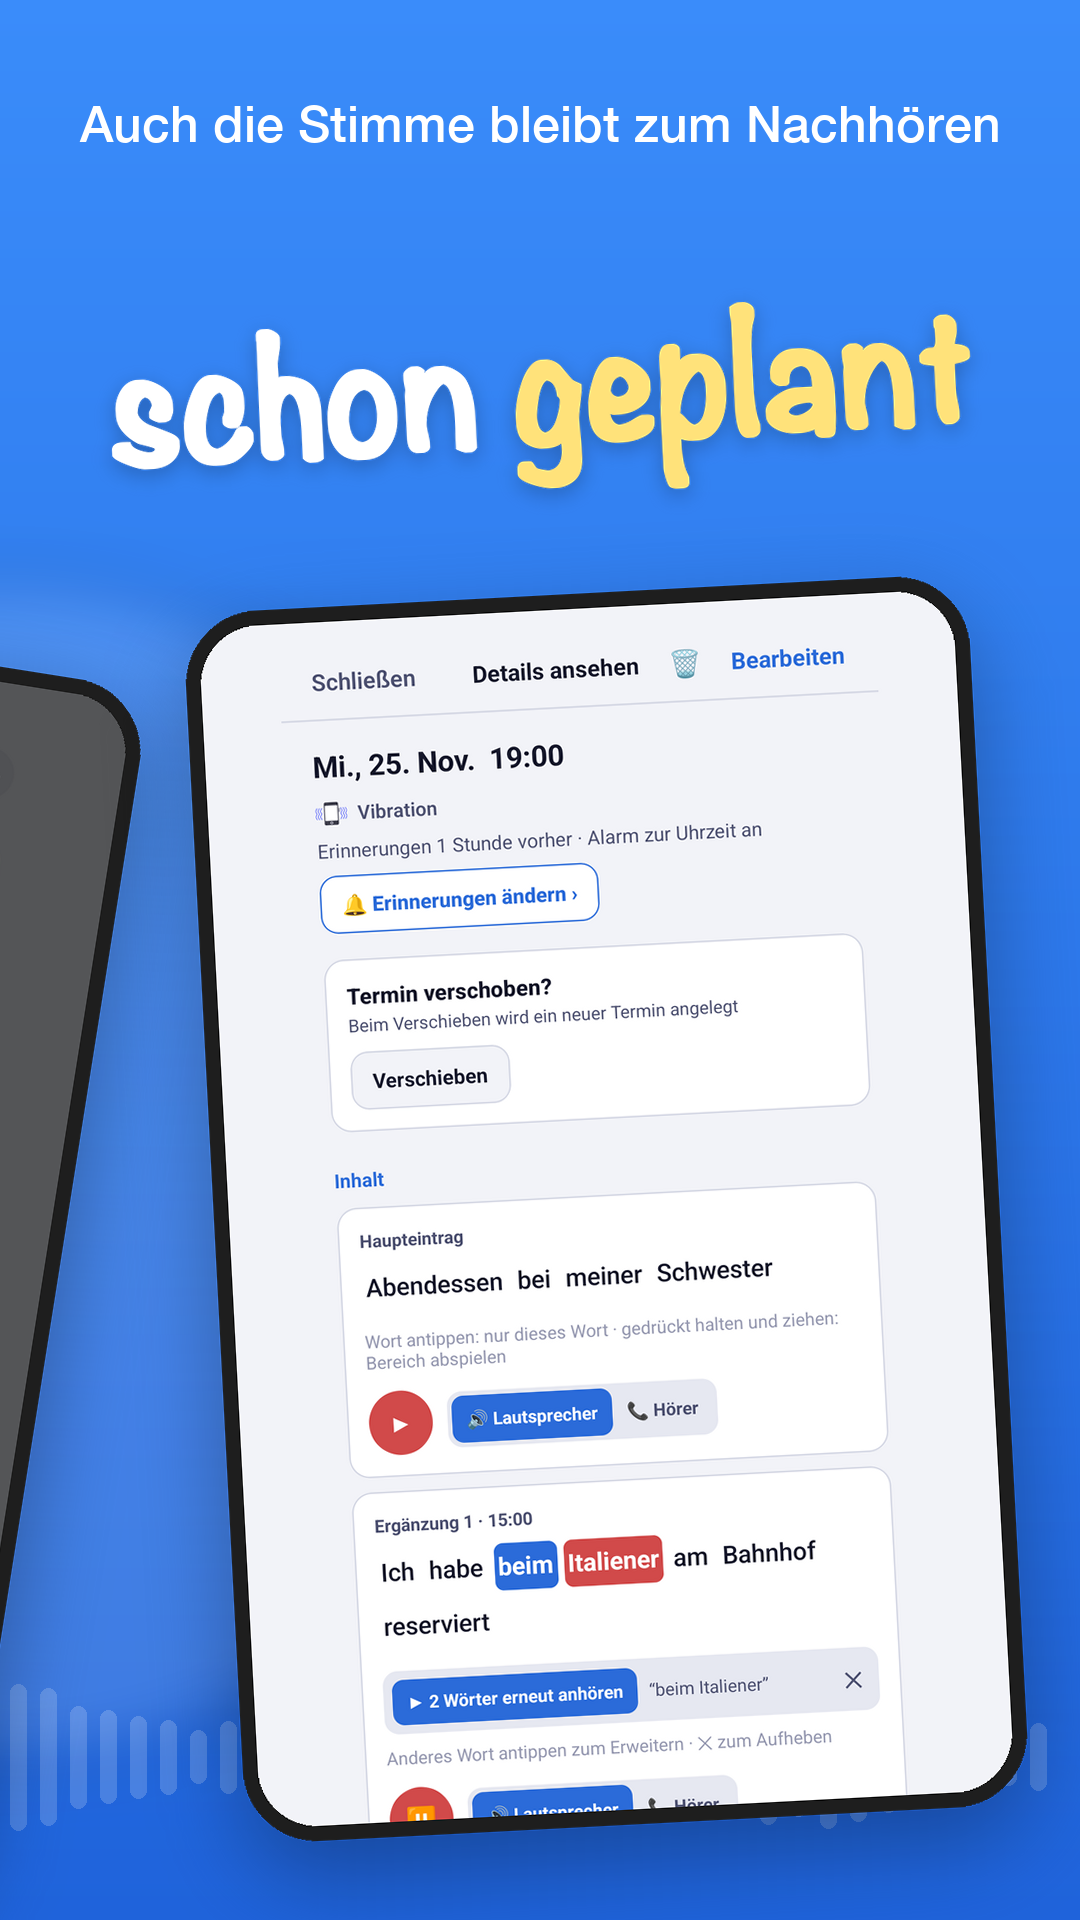 Auch die Stimme bleibt zum Nachhören
schon geplant
Schließen Details ansehen Bearbeiten
Mi., 25. Nov. 19:00
Vibration
Erinnerungen 1 Stunde vorher · Alarm zur Uhrzeit an
Erinnerungen ändern ›
Termin verschoben?
Beim Verschieben wird ein neuer Termin angelegt
Verschieben
Inhalt
Haupteintrag
Abendessen bei meiner Schwester
Wort antippen: nur dieses Wort · gedrückt halten und ziehen:
Bereich abspielen
Lautsprecher Hörer
Ergänzung 1 · 15:00
Ich habe beim Italiener am Bahnhof
reserviert
► 2 Wörter erneut anhören “beim Italiener” ✕
Anderes Wort antippen zum Erweitern · ✕ zum Aufheben
Lautsprecher Hörer